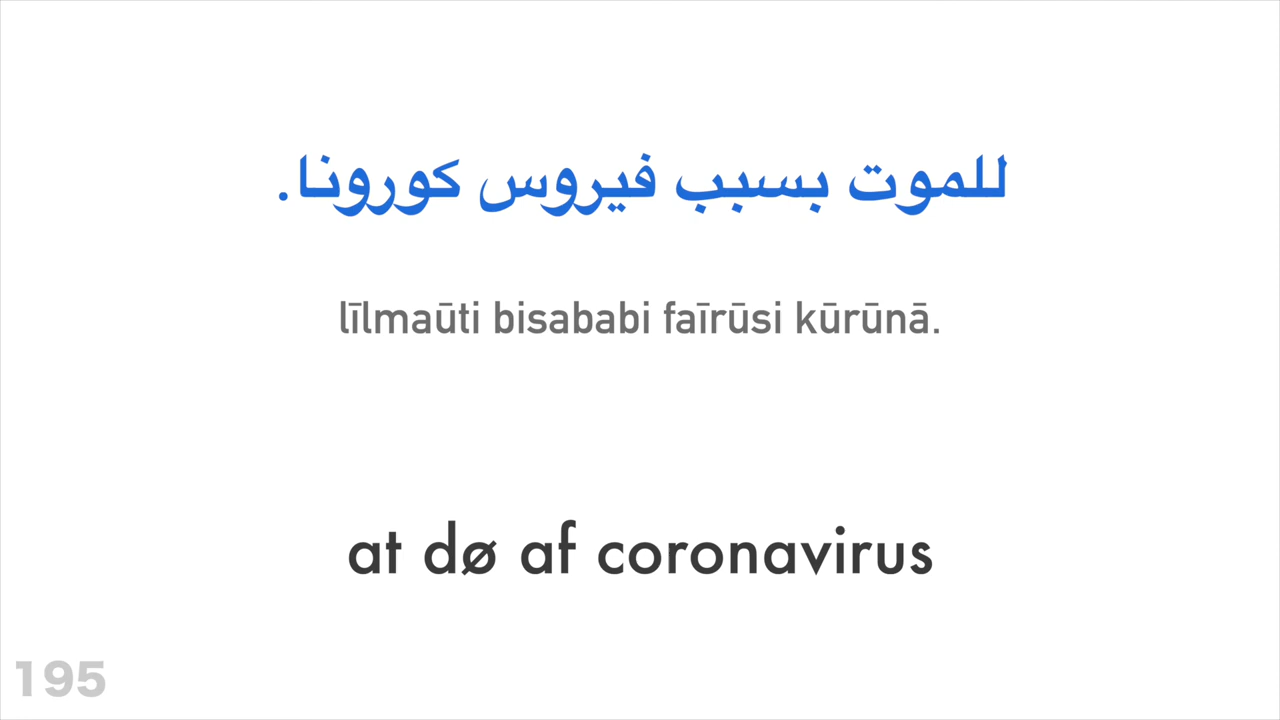 للموت بسبب فيروس كورونا.
līlmaūti bisababi faīrūsi kūrūnā.
at dø af coronavirus
195